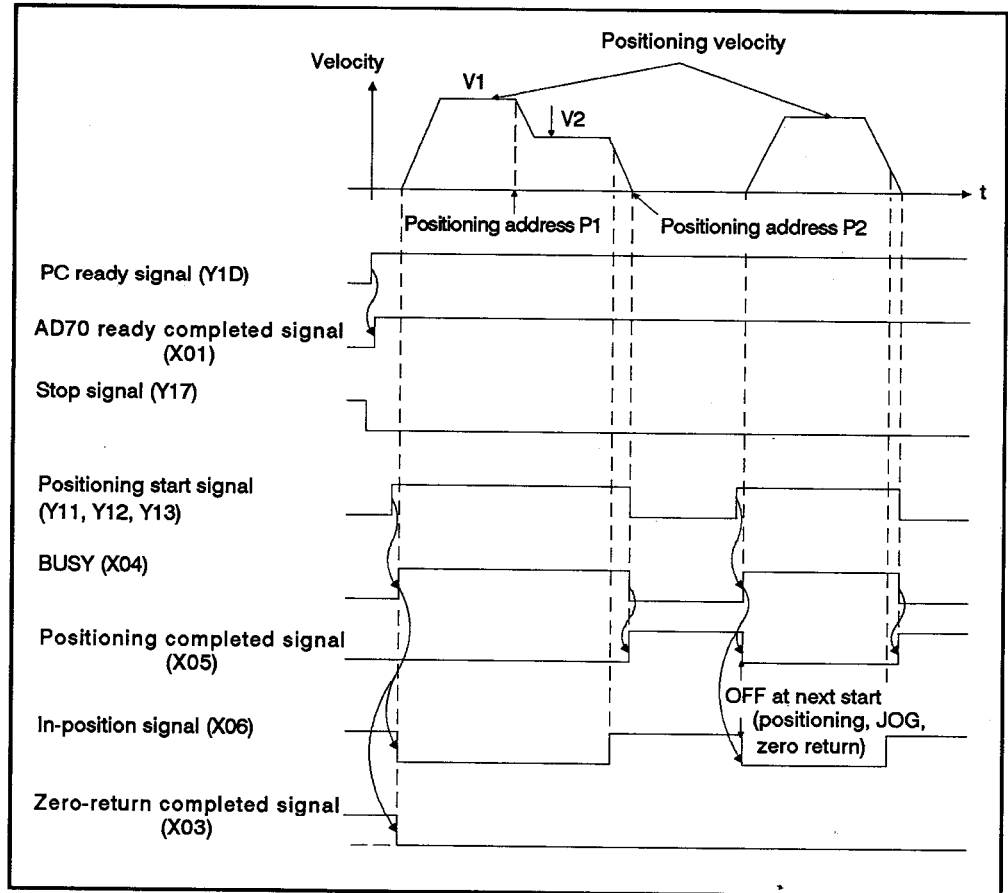 Positioning velocity
Velocity
V1
V2
t
Positioning address P1
Positioning address P2
PC ready signal (Y1D)
AD70 ready completed signal
(X01)
Stop signal (Y17)
Positioning start signal
(Y11, Y12, Y13)
BUSY (X04)
Positioning completed signal
(X05)
OFF at next start
(positioning, JOG,
zero return)
In-position signal (X06)
Zero-return completed signal
(X03)